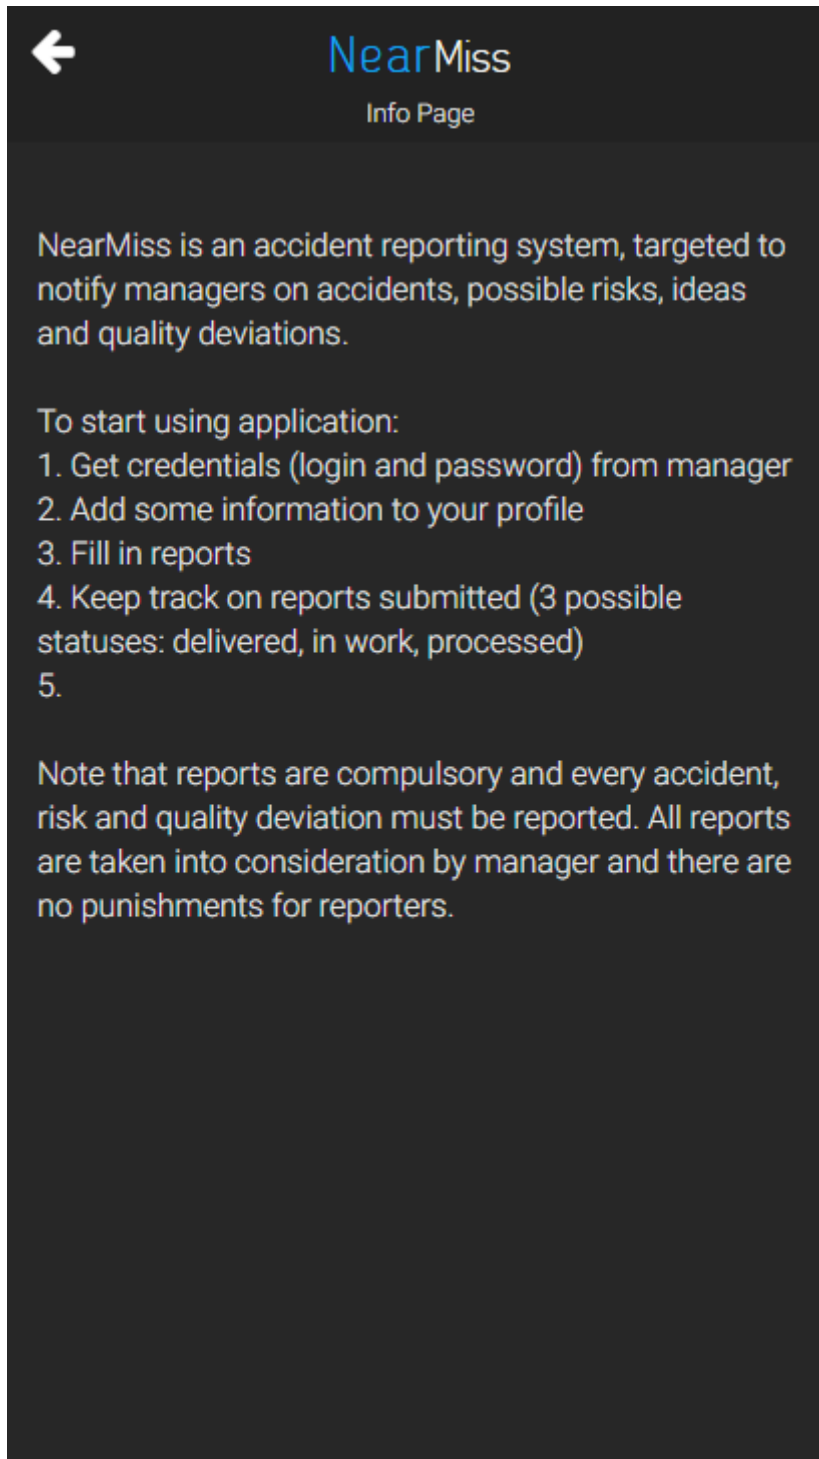 NearMiss
Info Page
NearMiss is an accident reporting system, targeted to
notify managers on accidents, possible risks, ideas
and quality deviations.
To start using application:
1. Get credentials (login and password) from manager
2. Add some information to your profile
3. Fill in reports
4. Keep track on reports submitted (3 possible
statuses: delivered, in work, processed)
5.
Note that reports are compulsory and every accident,
risk and quality deviation must be reported. All reports
are taken into consideration by manager and there are
no punishments for reporters.